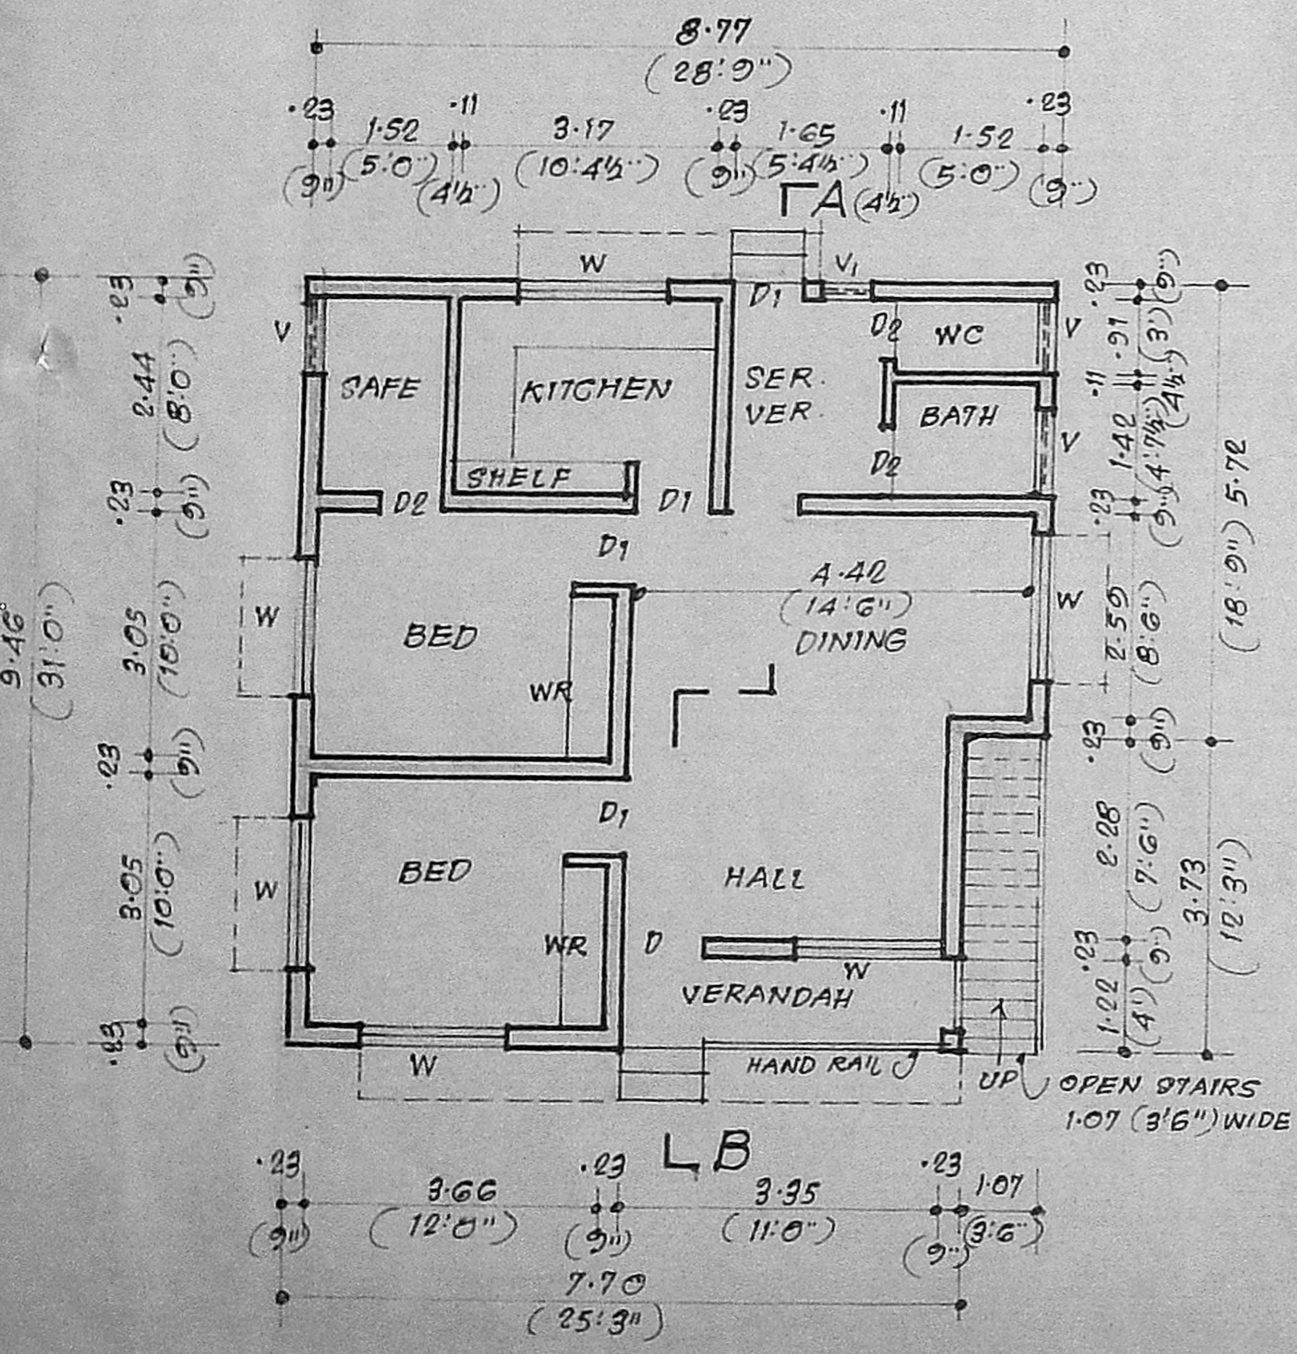 8.77
(28'9")
.23 .11 .23 .11 .23
1.52 3.17 1.65 1.52
(5'0") (10'4½") (5'4½") (5'0")
(9") (4½") (9") (4½") (9")
A
W V1
D1
V D2 WC V
SAFE KITCHEN SER.
VER.
BATH V
SHELF D2
D2 D1
D1
4.42
(14'6")
W BED DINING W
WR
D1
BED HALL
W
WR D
W
VERANDAH
W HAND RAIL UP OPEN STAIRS
1.07 (3'6") WIDE
B
.23 (9")
2.44 (8'0")
.23 (9")
3.05 (10'0")
.23 (9")
3.05 (10'0")
.23 (9")
9.46 (31'0")
.23 (9")
.91 (3')
.11 (4½")
1.42 (4'7½")
.23 (9")
2.59 (8'6")
.23 (9")
2.28 (7'6")
.23 (9")
1.22 (4')
5.72 (18'9")
3.73 (12'3")
.23 3.66 .23 3.35 .23 1.07
(9") (12'0") (9") (11'0") (9") (3'6")
7.70
(25'3")